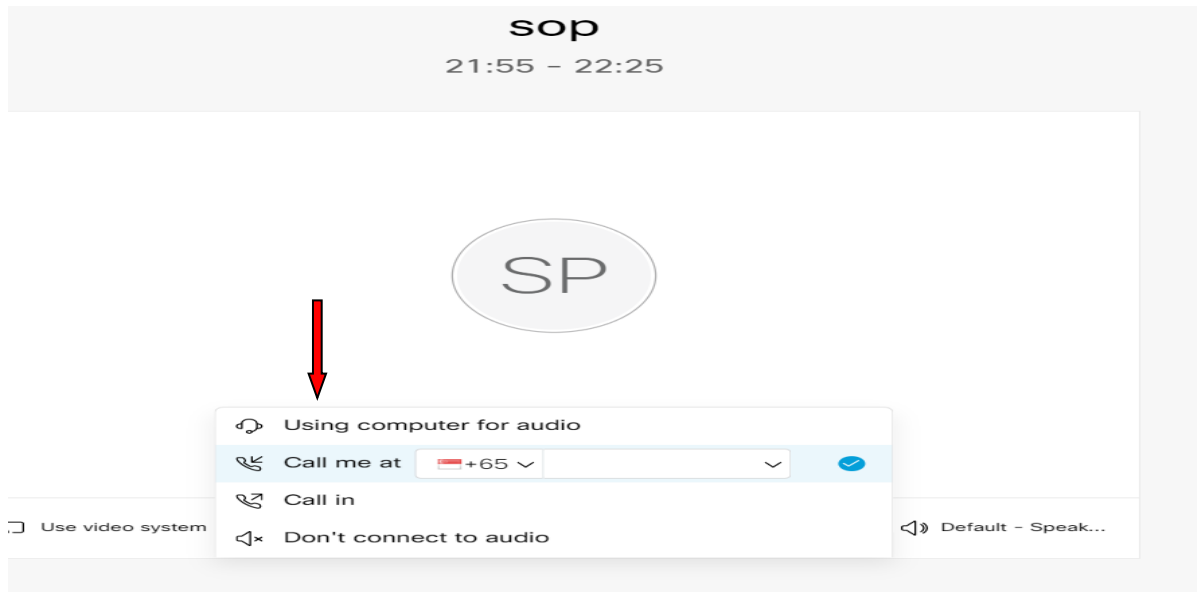 sop
21:55 - 22:25
SP
Using computer for audio
Call me at +65
Call in
Use video system
Don't connect to audio
Default - Speak...